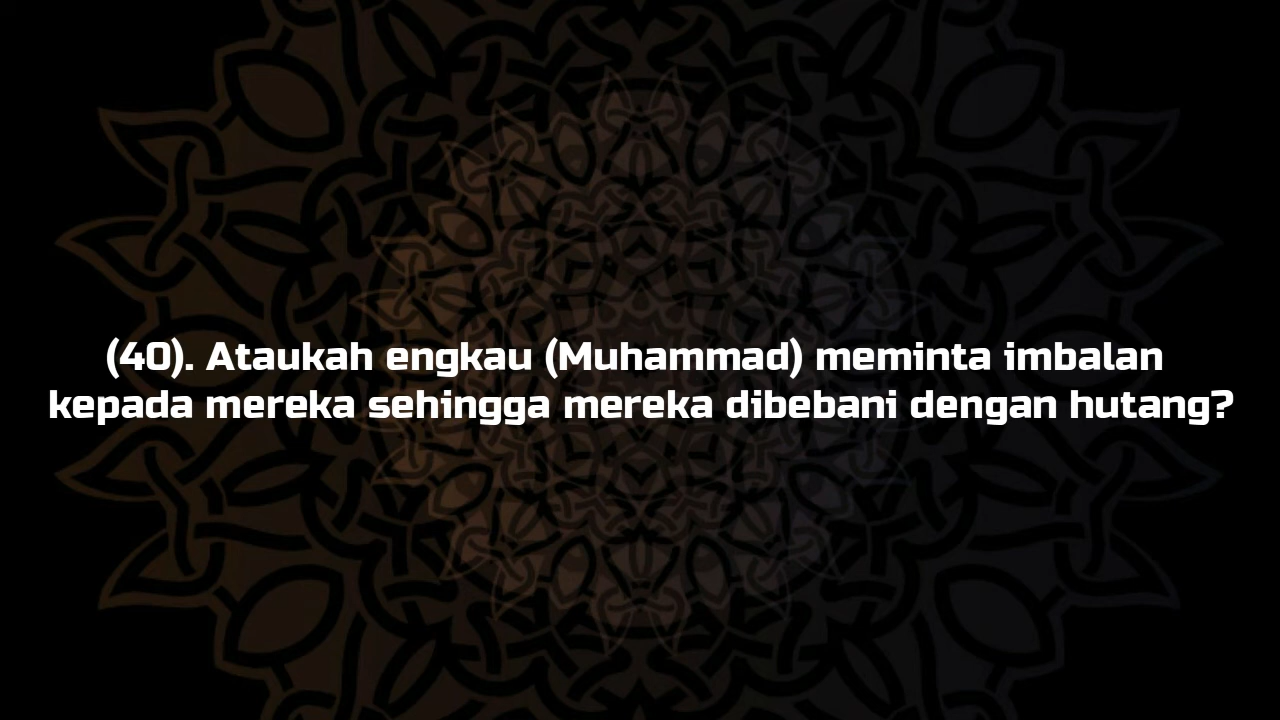 (40). Ataukah engkau (Muhammad) meminta imbalan
kepada mereka sehingga mereka dibebani dengan hutang?